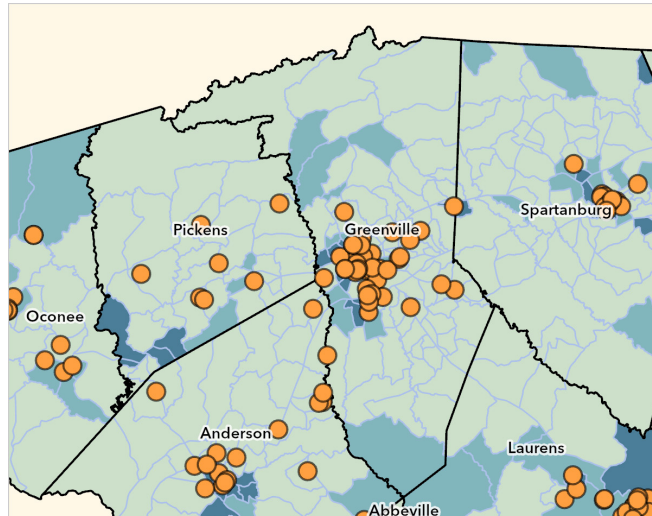 Pickens
Greenville
Spartanburg
Oconee
Anderson
Laurens
Abbeville